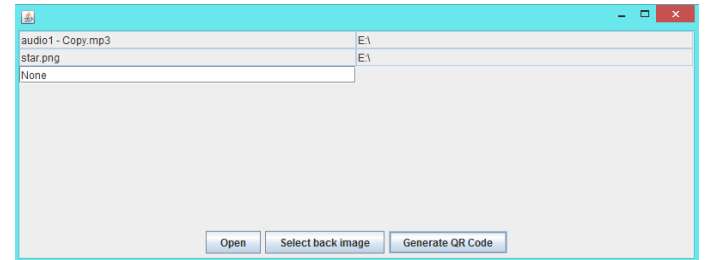 audio1 - Copy.mp3 E:\
star.png E:\
None
Open Select back image Generate QR Code